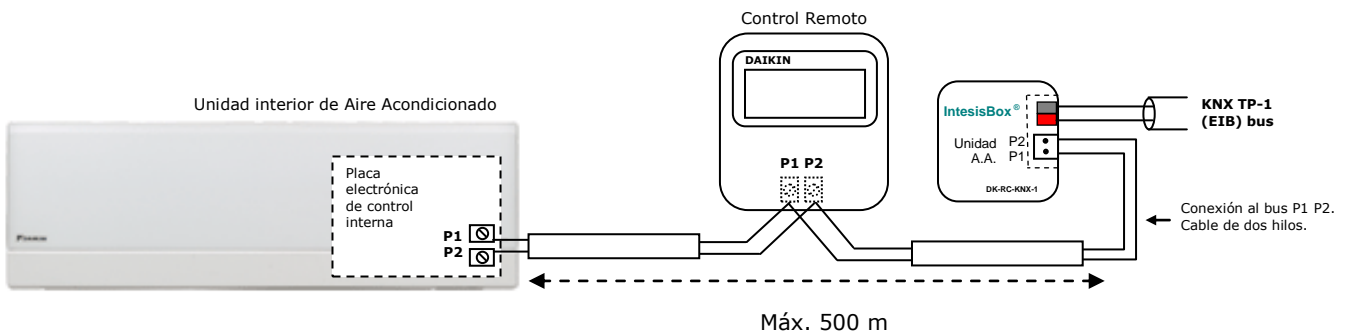 Control Remoto
DAIKIN
Unidad interior de Aire Acondicionado
IntesisBox®
KNX TP-1
(EIB) bus
Unidad
A.A.
P2
P1
DK-RC-KNX-1
P1 P2
Placa
electrónica
de control
interna
P1
P2
DAIKIN
Conexión al bus P1 P2.
Cable de dos hilos.
Máx. 500 m